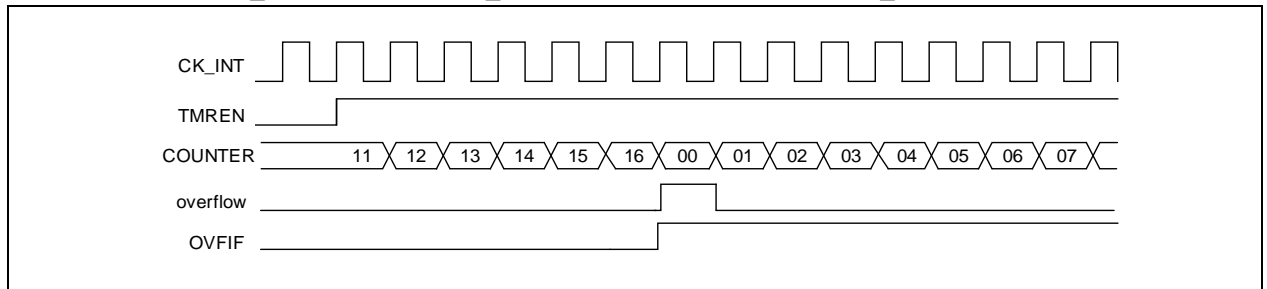 CK_INT
TMREN
COUNTER 11 12 13 14 15 16 00 01 02 03 04 05 06 07
overflow
OVFIF